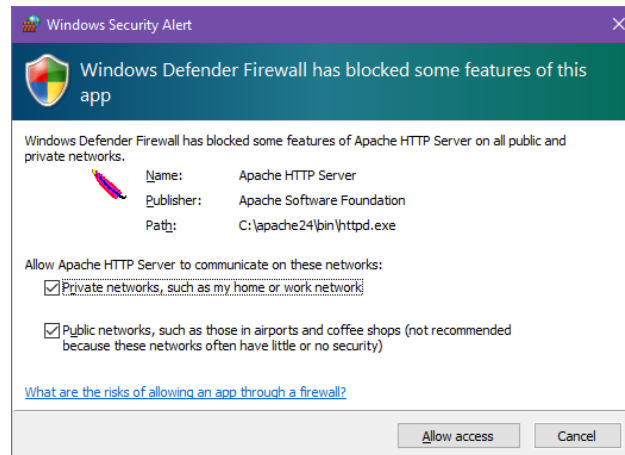 Windows Security Alert
Windows Defender Firewall has blocked some features of this
app
Windows Defender Firewall has blocked some features of Apache HTTP Server on all public and
private networks.
Name: Apache HTTP Server
Publisher: Apache Software Foundation
Path: C:\apache24\bin\httpd.exe
Allow Apache HTTP Server to communicate on these networks:
Private networks, such as my home or work network
Public networks, such as those in airports and coffee shops (not recommended
because these networks often have little or no security)
What are the risks of allowing an app through a firewall?
Allow access Cancel